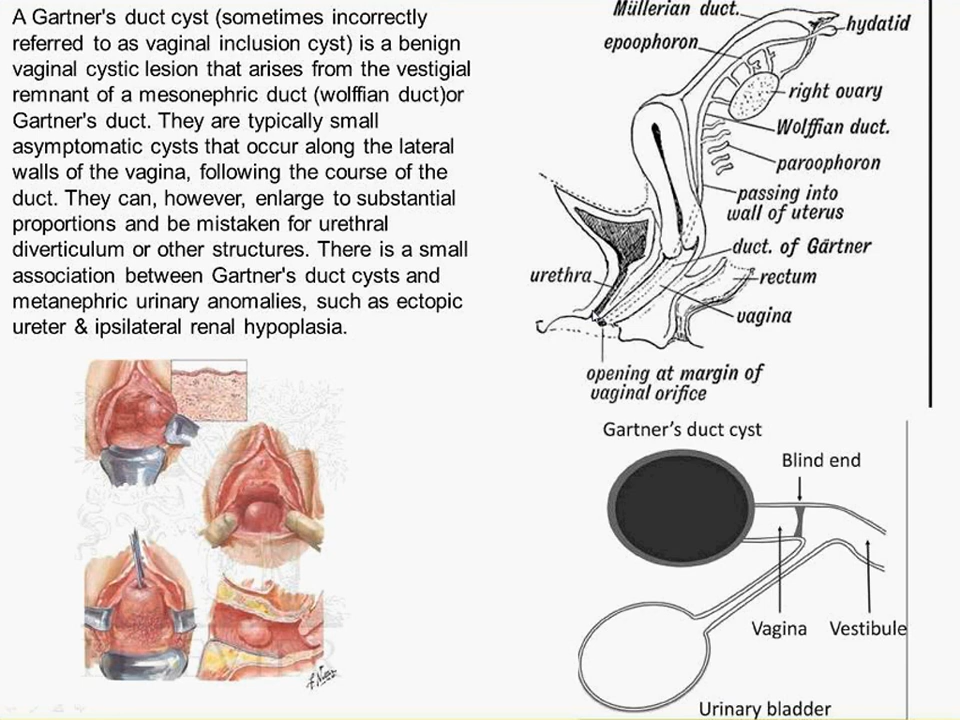 A Gartner's duct cyst (sometimes incorrectly
referred to as vaginal inclusion cyst) is a benign
vaginal cystic lesion that arises from the vestigial
remnant of a mesonephric duct (wolffian duct)or
Gartner's duct. They are typically small
asymptomatic cysts that occur along the lateral
walls of the vagina, following the course of the
duct. They can, however, enlarge to substantial
proportions and be mistaken for urethral
diverticulum or other structures. There is a small
association between Gartner's duct cysts and
metanephric urinary anomalies, such as ectopic
ureter & ipsilateral renal hypoplasia.
Müllerian duct.
hydatid
epoophoron
right ovary
Wolffian duct.
paroophoron
passing into
wall of uterus
duct. of Gärtner
urethra
rectum
vagina
opening at margin of
vaginal orifice
Gartner's duct cyst
Blind end
Vagina
Vestibule
Urinary bladder